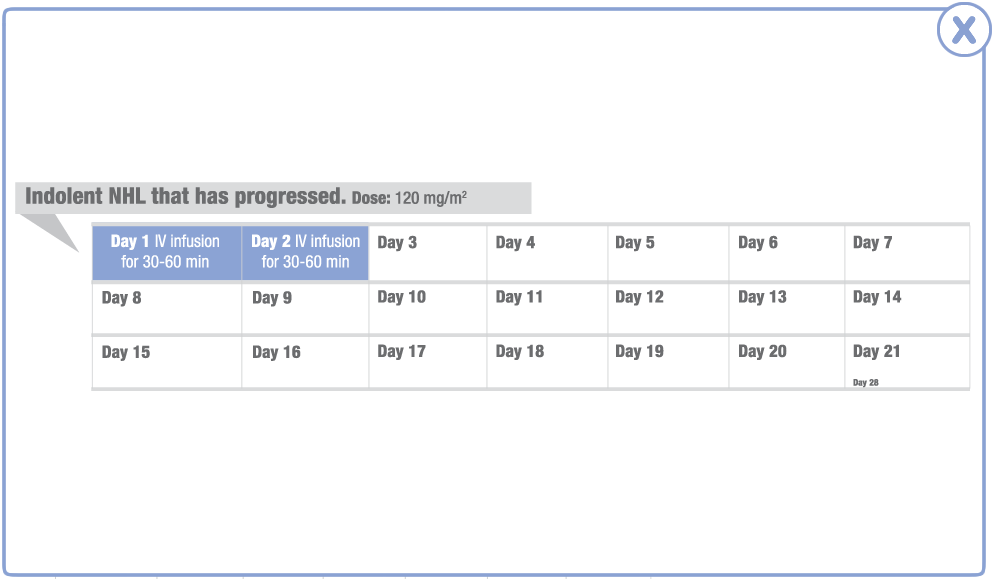 X
Indolent NHL that has progressed. Dose: 120 mg/m²
Day 1 IV infusion for 30-60 min
Day 2 IV infusion for 30-60 min
Day 3
Day 4
Day 5
Day 6
Day 7
Day 8
Day 9
Day 10
Day 11
Day 12
Day 13
Day 14
Day 15
Day 16
Day 17
Day 18
Day 19
Day 20
Day 21
Day 28